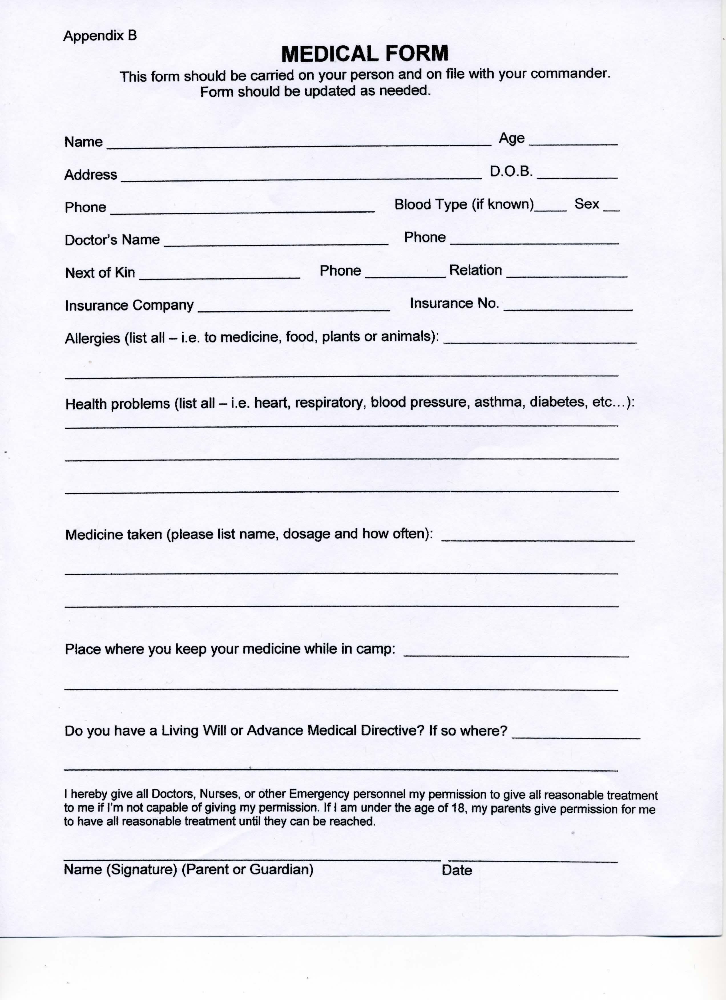 Appendix B
MEDICAL FORM
This form should be carried on your person and on file with your commander.
Form should be updated as needed.
Name Age
Address D.O.B.
Phone Blood Type (if known) Sex
Doctor's Name Phone
Next of Kin Phone Relation
Insurance Company Insurance No.
Allergies (list all – i.e. to medicine, food, plants or animals):
Health problems (list all – i.e. heart, respiratory, blood pressure, asthma, diabetes, etc...):
Medicine taken (please list name, dosage and how often):
Place where you keep your medicine while in camp:
Do you have a Living Will or Advance Medical Directive? If so where?
I hereby give all Doctors, Nurses, or other Emergency personnel my permission to give all reasonable treatment
to me if I'm not capable of giving my permission. If I am under the age of 18, my parents give permission for me
to have all reasonable treatment until they can be reached.
Name (Signature) (Parent or Guardian) Date